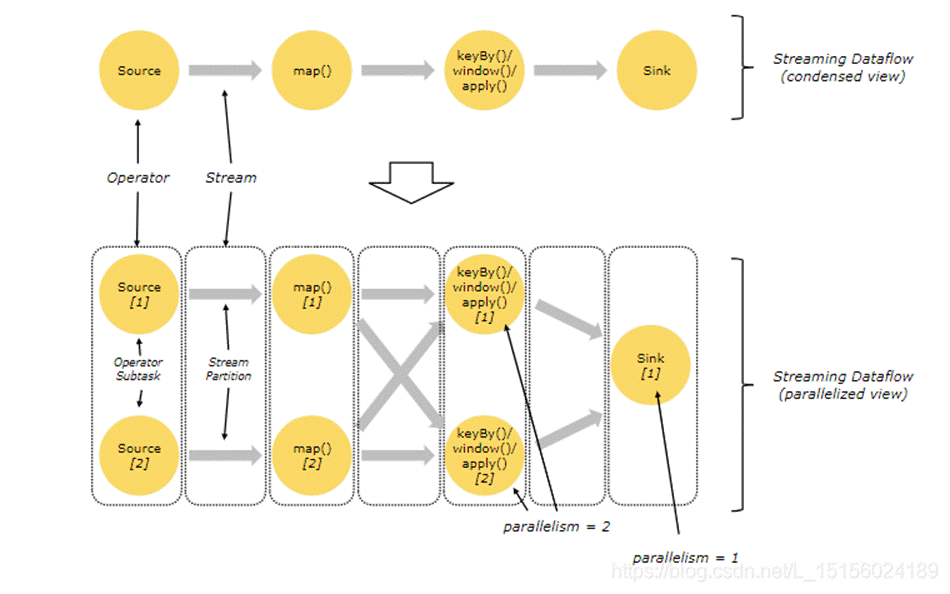 Source
map()
keyBy()/
window()/
apply()
Sink
Streaming Dataflow
(condensed view)
Operator
Stream
Source
[1]
map()
[1]
keyBy()/
window()/
apply()
[1]
Operator
Subtask
Stream
Partition
Sink
[1]
Streaming Dataflow
(parallelized view)
Source
[2]
map()
[2]
keyBy()/
window()/
apply()
[2]
parallelism = 2
parallelism = 1
https://blog.csdn.net/L_15156024189